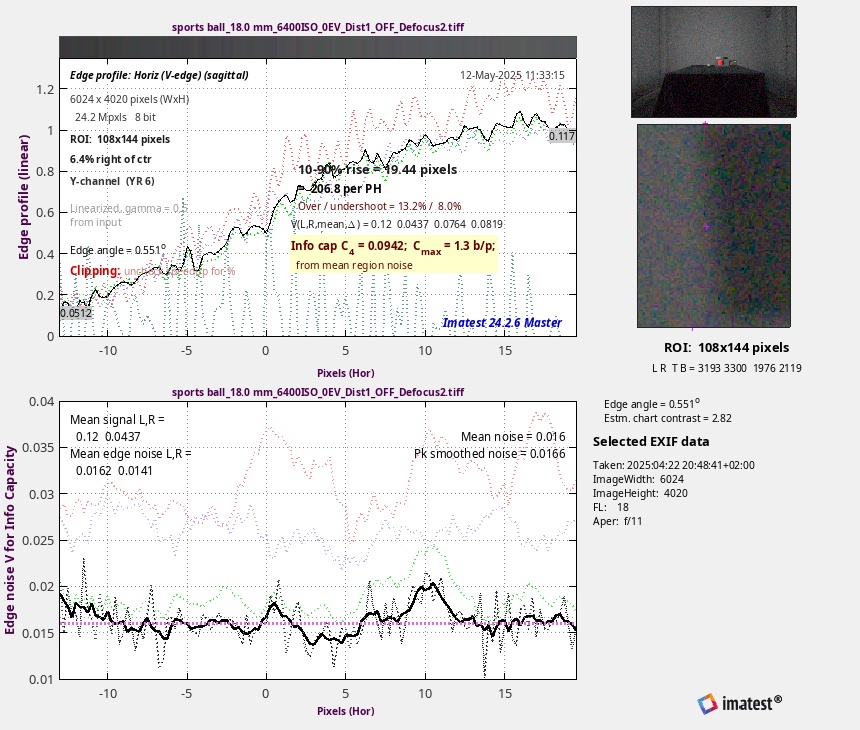 sports ball_18.0 mm_6400ISO_0EV_Dist1_OFF_Defocus2.tiff
Edge profile: Horiz (V-edge) (sagittal)
12-May-2025 11:33:15
6024 x 4020 pixels (WxH)
24.2 Mpxls 8 bit
ROI: 108x144 pixels
6.4% right of ctr
Y-channel (YR 6)
Linearized, gamma = 0.5
from input
Edge angle = 0.551°
Clipping:
0.0512
0.117
10-90% rise = 19.44 pixels
= 206.8 per PH
Over / undershoot = 13.2% / 8.0%
V(L,R,mean,Δ) = 0.12 0.0437 0.0764 0.0819
Info cap C4 = 0.0942; Cmax = 1.3 b/p;
from mean region noise
Imatest 24.2.6 Master
Edge profile (linear)
1.2
1
0.8
0.6
0.4
0.2
0
-10 -5 0 5 10 15
Pixels (Hor)
ROI: 108x144 pixels
L R T B = 3193 3300 1976 2119
sports ball_18.0 mm_6400ISO_0EV_Dist1_OFF_Defocus2.tiff
Mean signal L,R =
0.12 0.0437
Mean edge noise L,R =
0.0162 0.0141
Mean noise = 0.016
Pk smoothed noise = 0.0166
Edge noise V for Info Capacity
0.04
0.035
0.03
0.025
0.02
0.015
0.01
-10 -5 0 5 10 15
Pixels (Hor)
Edge angle = 0.551°
Estm. chart contrast = 2.82
Selected EXIF data
Taken: 2025:04:22 20:48:41+02:00
ImageWidth: 6024
ImageHeight: 4020
FL: 18
Aper: f/11
imatest®